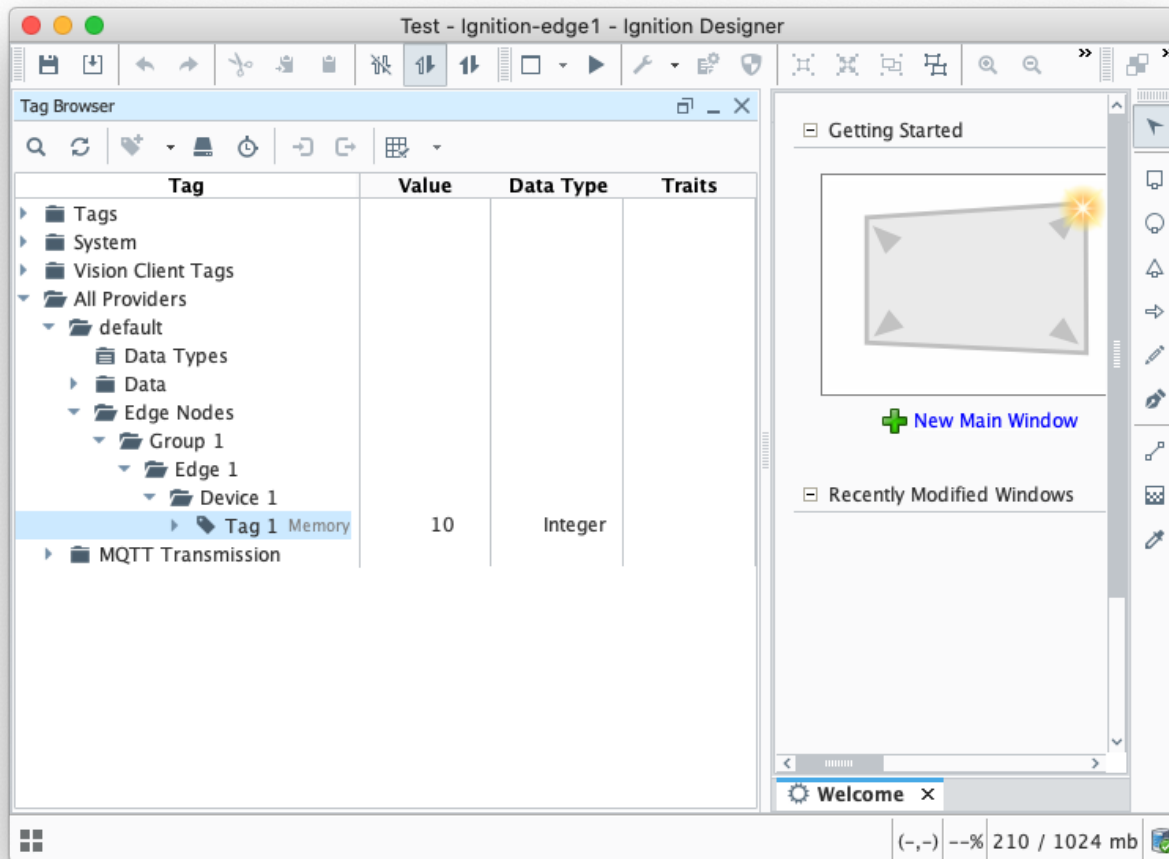 Test - Ignition-edge1 - Ignition Designer
Tag Browser
Tag Value Data Type Traits
Tags
System
Vision Client Tags
All Providers
default
Data Types
Data
Edge Nodes
Group 1
Edge 1
Device 1
Tag 1 Memory 10 Integer
MQTT Transmission
Getting Started
New Main Window
Recently Modified Windows
Welcome
(-,-) --% 210 / 1024 mb